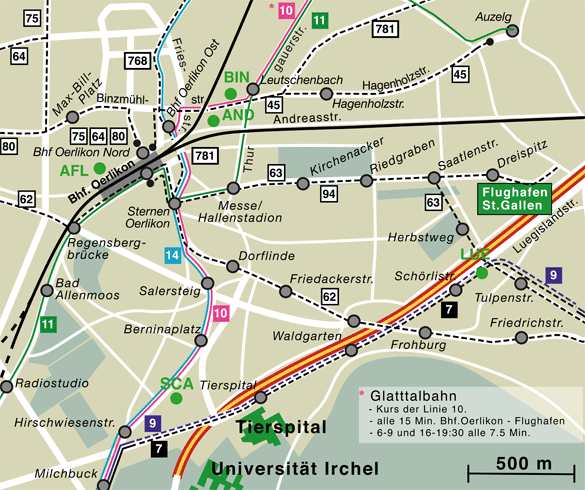 75
64
80
62
Max-Bill-
Platz
Binzmühl-
str.
75 64 80
Bhf Oerlikon Nord
AFL
Bhf. Oerlikon
768
Fries-
str.
Bhf Oerlikon Ost
* 10
11
gauerstr.
BIN
AND
Leutschenbach
45
Hagenholzstr.
Andreasstr.
781
Hagenholzstr.
45
Auzelg
781
Thur
Kirchenacker
Riedgraben
Saatlenstr.
Dreispitz
63
94
63
Messe/
Hallenstadion
Sternen
Oerlikon
Flughafen
St.Gallen
Herbstweg
Luegislandstr.
LUE
9
Regensberg-
brücke
14
Dorflinde
Schörlistr.
Bad
Allenmoos
Salersteig
Friedackerstr.
62
7
Tulpenstr.
11
10
Berninaplatz
Waldgarten
Friedrichstr.
Frohburg
Radiostudio
SCA
Tierspital
* Glatttalbahn
- Kurs der Linie 10.
- alle 15 Min. Bhf.Oerlikon - Flughafen
- 6-9 und 16-19:30 alle 7.5 Min.
Hirschwiesenstr.
9
7
Tierspital
Milchbuck
Universität Irchel
500 m